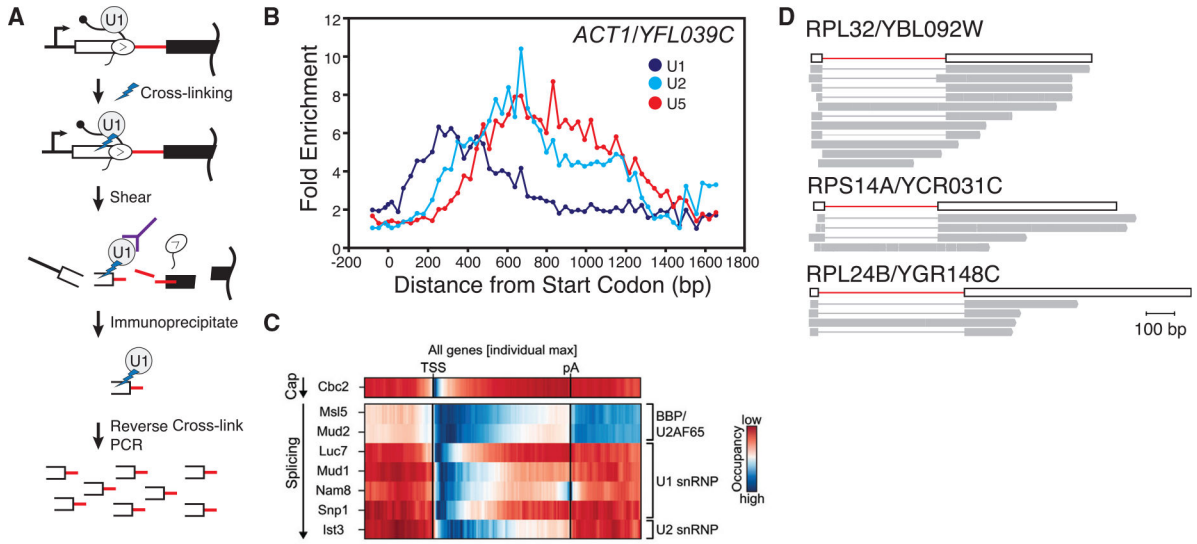 A
U1
>
Cross-linking
U1
>
Shear
U1
>
Immunoprecipitate
U1
Reverse Cross-link
PCR
B
ACT1/YFL039C
U1
U2
U5
Fold Enrichment
12
10
8
6
4
2
0
-200 0 200 400 600 800 1000 1200 1400 1600 1800
Distance from Start Codon (bp)
C
All genes [individual max]
TSS pA
Cap
Cbc2
Splicing
Msl5
Mud2
Luc7
Mud1
Nam8
Snp1
Ist3
BBP/
U2AF65
U1 snRNP
U2 snRNP
low
Occupancy
high
D
RPL32/YBL092W
RPS14A/YCR031C
RPL24B/YGR148C
100 bp